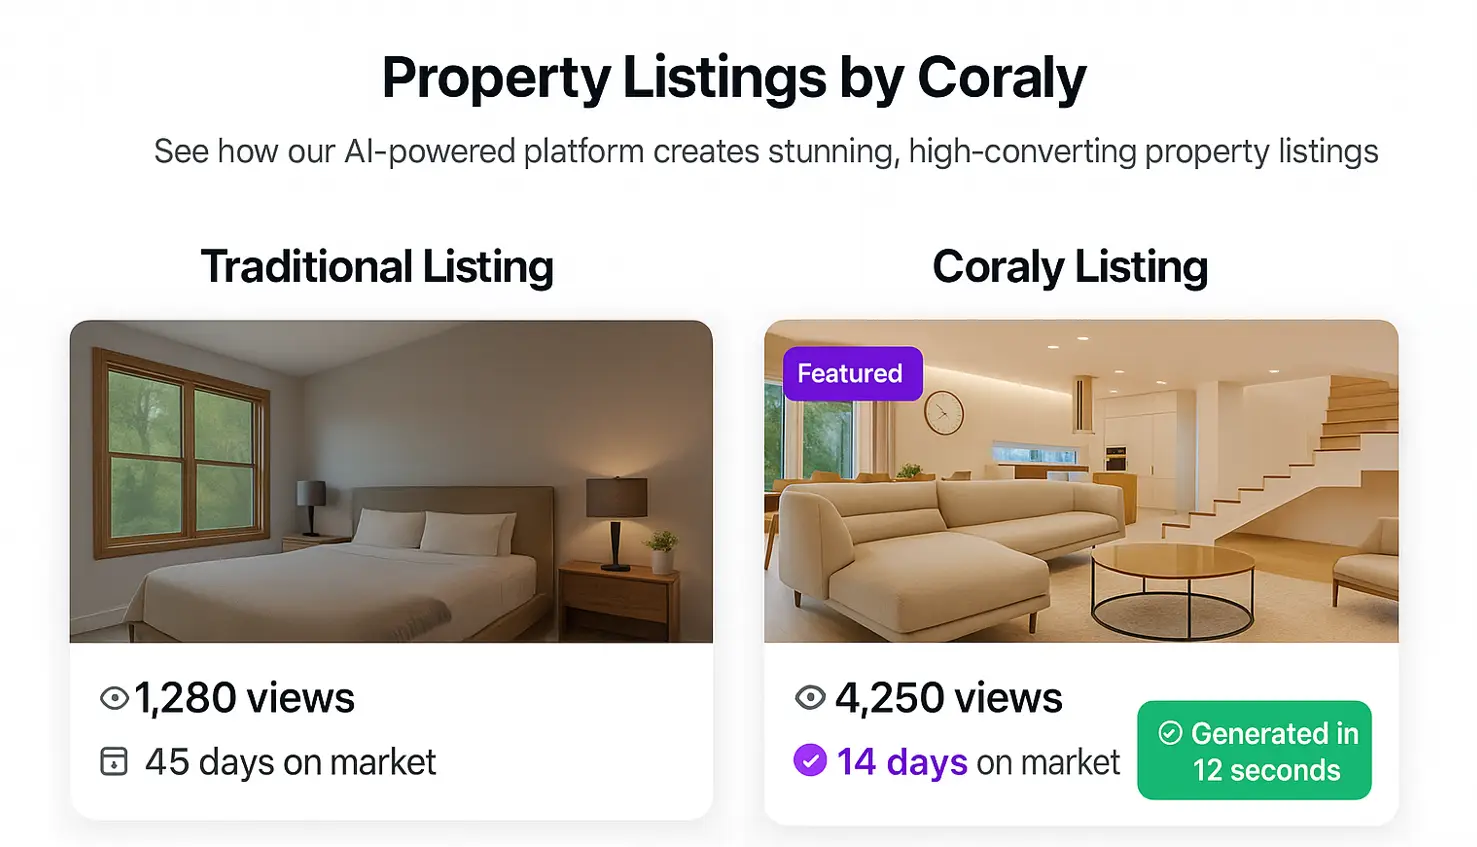 Property Listings by Coraly
See how our AI-powered platform creates stunning, high-converting property listings
Traditional Listing
Coraly Listing
Featured
1,280 views
45 days on market
4,250 views
14 days on market
Generated in
12 seconds